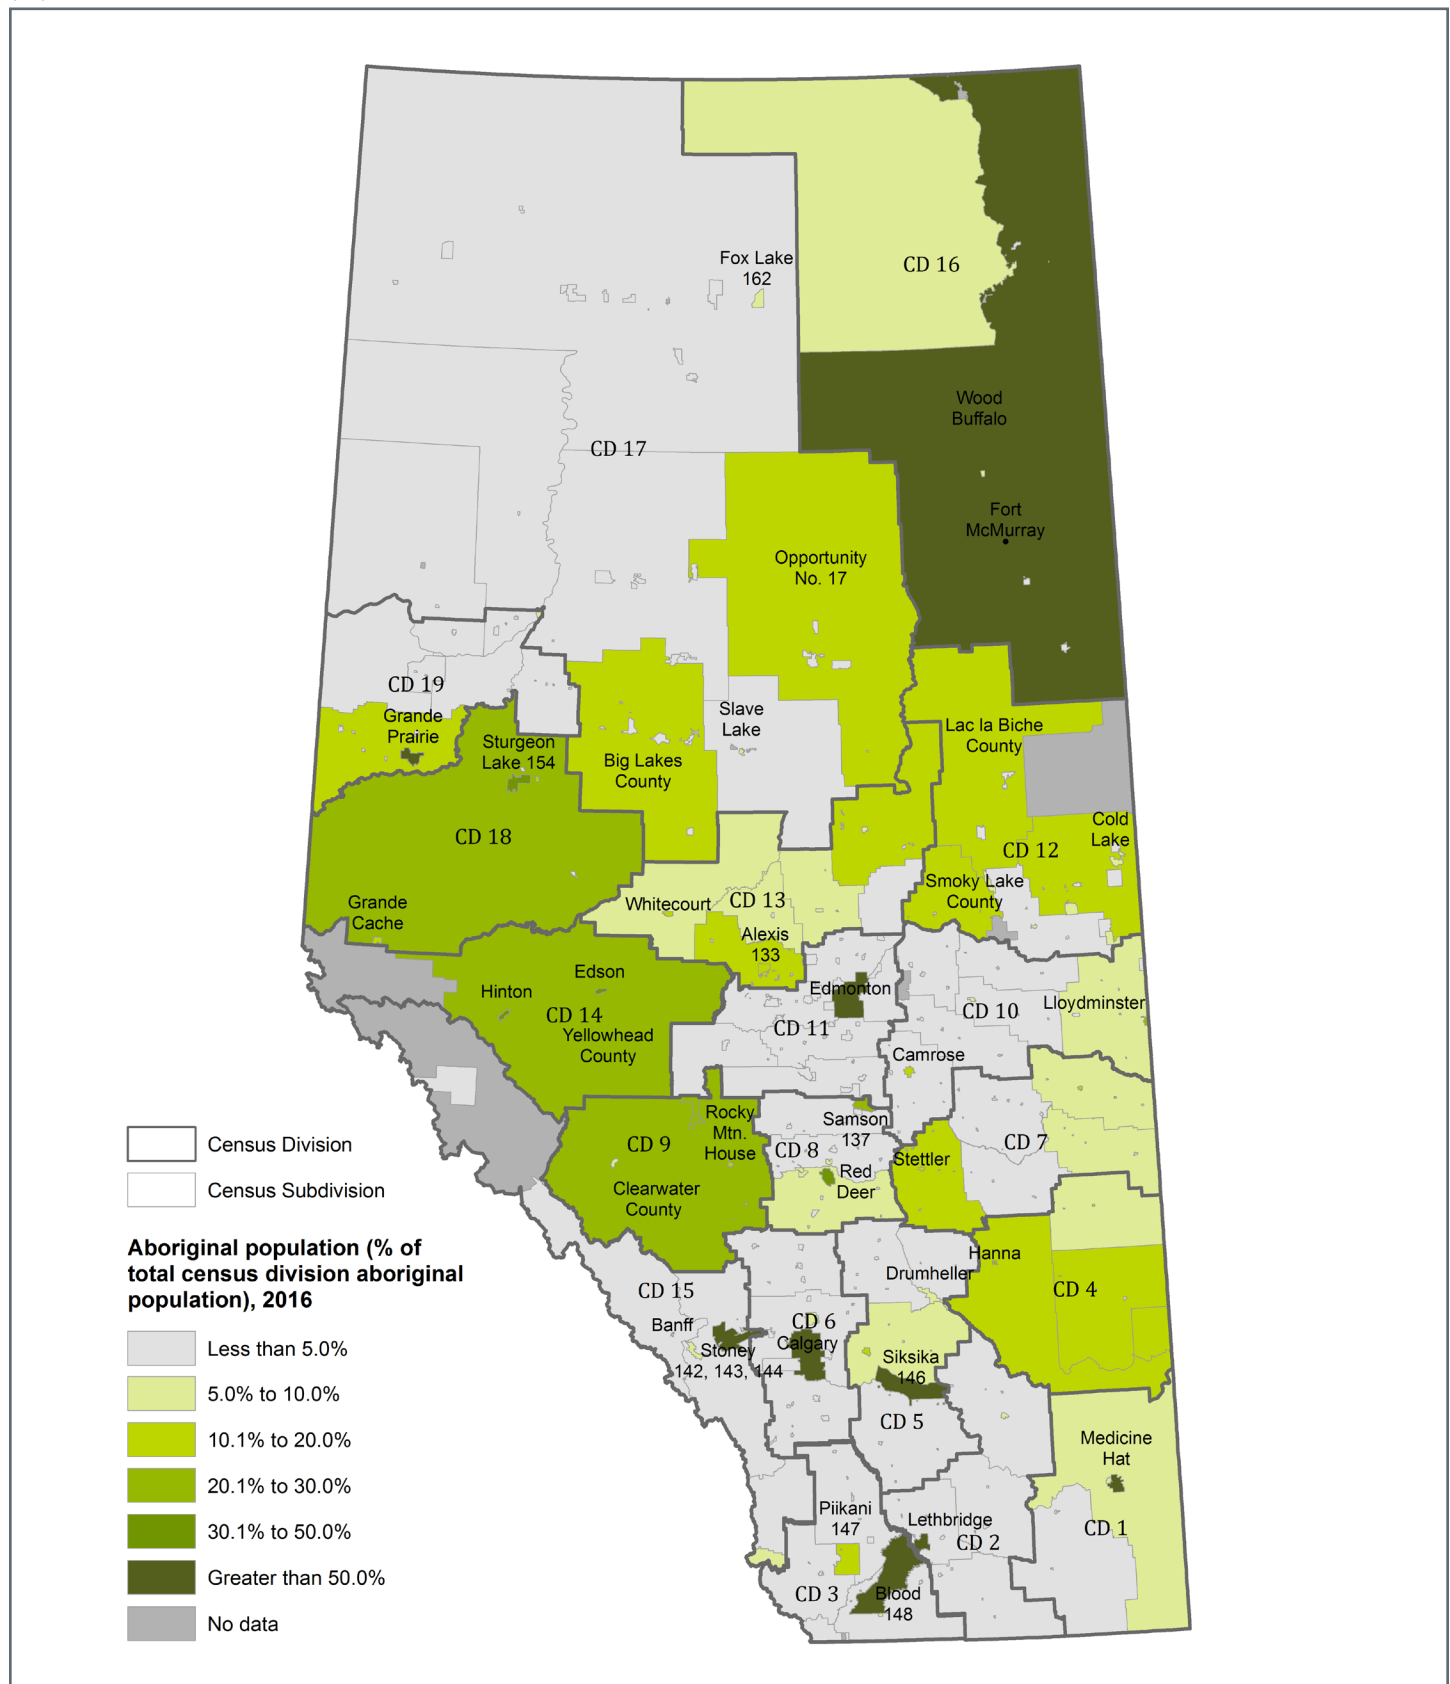 Fox Lake
162
CD 16
Wood
Buffalo
CD 17
Fort
McMurray
Opportunity
No. 17
CD 19
Grande
Prairie
Slave
Lake
Lac la Biche
County
Sturgeon
Lake 154
Big Lakes
County
Cold
Lake
CD 18
CD 12
Smoky Lake
County
Grande
Cache
Whitecourt
CD 13
Alexis
133
Edson
Hinton
Edmonton
CD 14
Yellowhead
County
CD 11
CD 10
Lloydminster
Camrose
Rocky
Mtn.
House
Samson
137
CD 9
CD 8
CD 7
Stettler
Red
Deer
Clearwater
County
Hanna
Drumheller
CD 4
CD 15
Banff
CD 6
Calgary
Stoney
142, 143, 144
Siksika
146
CD 5
Medicine
Hat
Piikani
147
Lethbridge
CD 2
CD 1
CD 3
Blood
148
Census Division
Census Subdivision
Aboriginal population (% of
total census division aboriginal
population), 2016
Less than 5.0%
5.0% to 10.0%
10.1% to 20.0%
20.1% to 30.0%
30.1% to 50.0%
Greater than 50.0%
No data